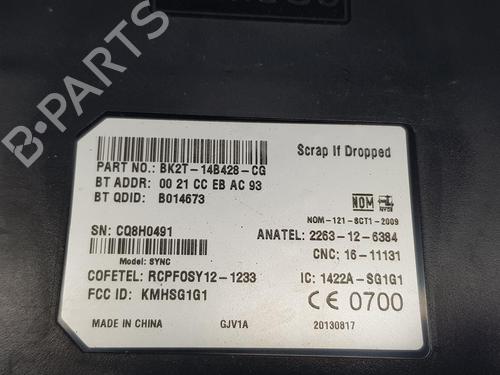 Scrap If Dropped
PART NO.: BK2T-14B428-CG
BT ADDR: 00 21 CC EB AC 93
BT QDID: B014673
NOM
NYCE
NOM-121-SCT1-2009
SN: CQ8H0491
ANATEL: 2263-12-6384
Model: SYNC
CNC: 16-11131
COFETEL: RCPFOSY12-1233
IC: 1422A-SG1G1
FCC ID: KMHSG1G1
CE 0700
MADE IN CHINA
GJV1A
20130817
B-PARTS